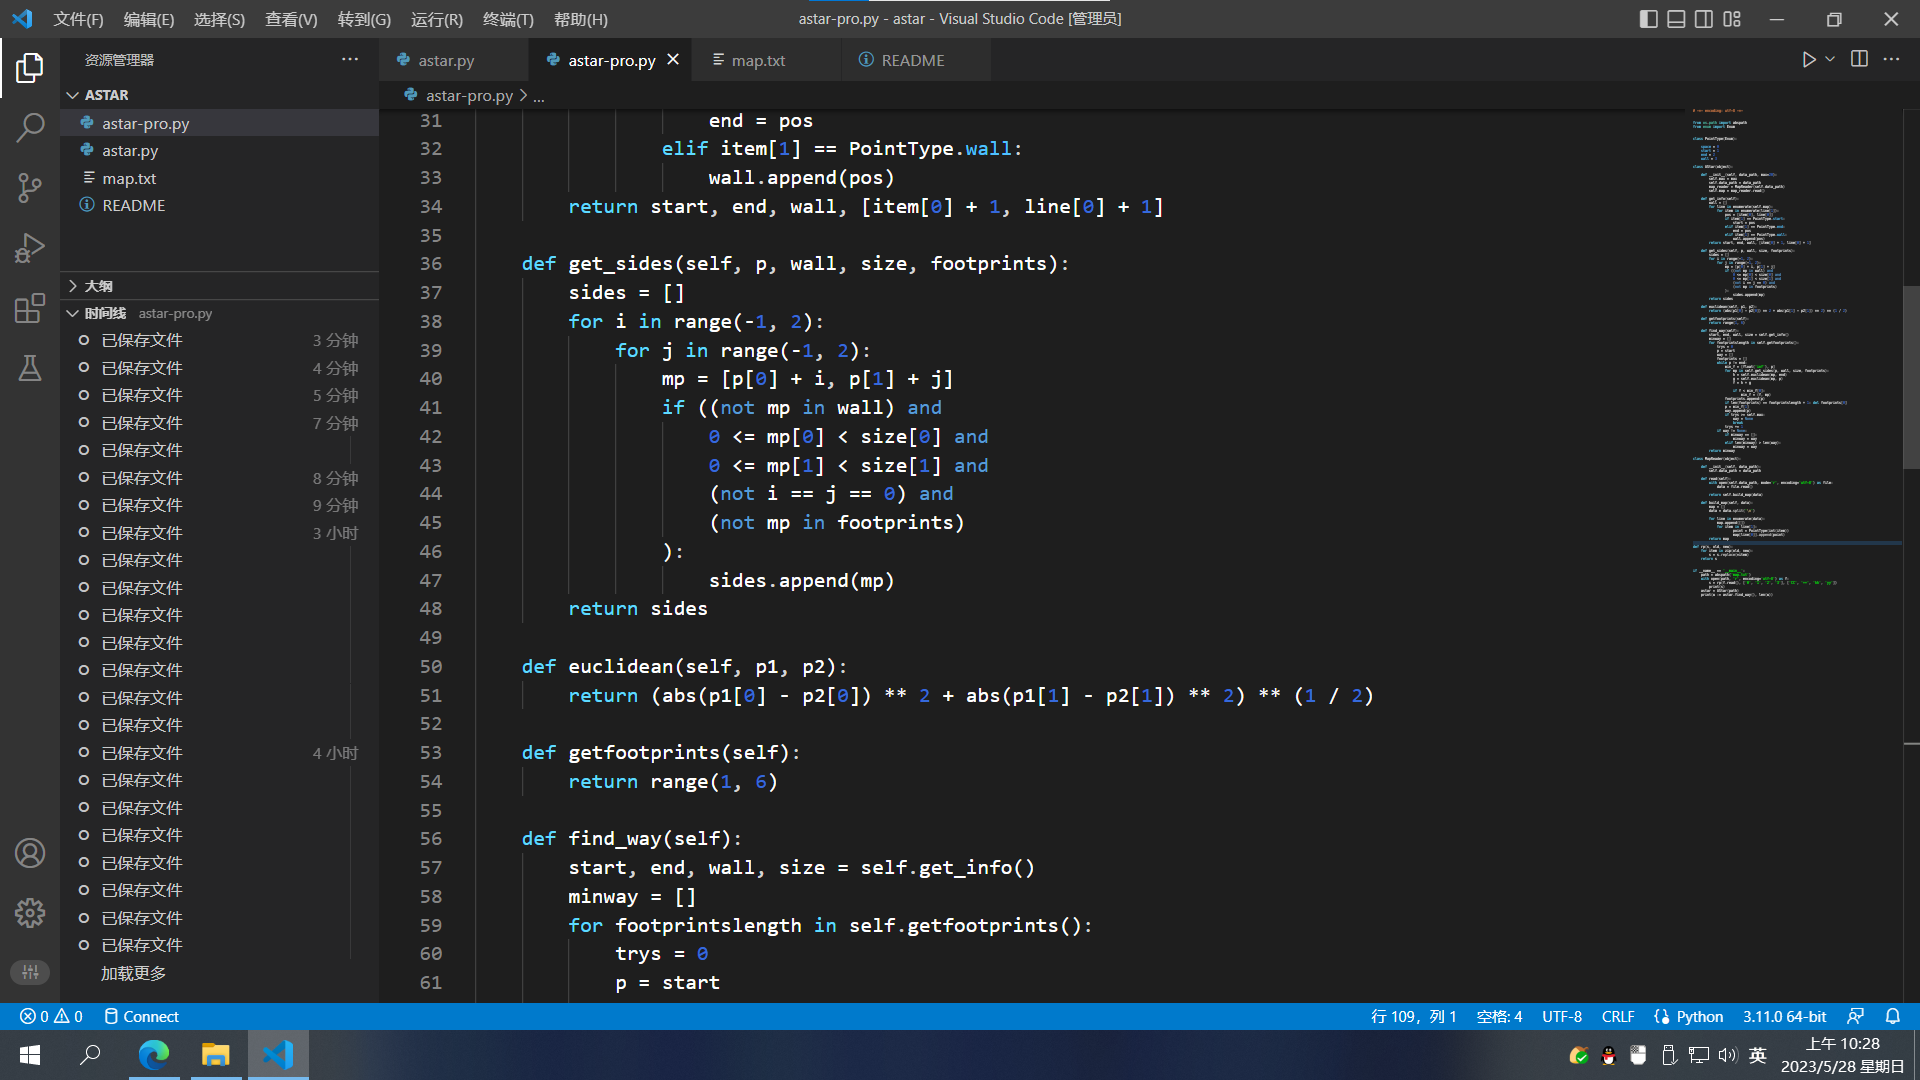 文件(F) 编辑(E) 选择(S) 查看(V) 转到(G) 运行(R) 终端(T) 帮助(H)
astar-pro.py - astar - Visual Studio Code [管理员]
资源管理器
ASTAR
astar-pro.py
astar.py
map.txt
README
大纲
时间线 astar-pro.py
已保存文件 3 分钟
已保存文件 4 分钟
已保存文件 5 分钟
已保存文件 7 分钟
已保存文件
已保存文件 8 分钟
已保存文件 9 分钟
已保存文件 3 小时
已保存文件
已保存文件
已保存文件
已保存文件
已保存文件
已保存文件
已保存文件
已保存文件 4 小时
已保存文件
已保存文件
已保存文件
已保存文件
已保存文件
已保存文件
已保存文件
加载更多
astar.py astar-pro.py map.txt README
astar-pro.py > ...
31 end = pos
32 elif item[1] == PointType.wall:
33 wall.append(pos)
34 return start, end, wall, [item[0] + 1, line[0] + 1]
35
36 def get_sides(self, p, wall, size, footprints):
37 sides = []
38 for i in range(-1, 2):
39 for j in range(-1, 2):
40 mp = [p[0] + i, p[1] + j]
41 if ((not mp in wall) and
42 0 <= mp[0] < size[0] and
43 0 <= mp[1] < size[1] and
44 (not i == j == 0) and
45 (not mp in footprints)
46 ):
47 sides.append(mp)
48 return sides
49
50 def euclidean(self, p1, p2):
51 return (abs(p1[0] - p2[0]) ** 2 + abs(p1[1] - p2[1]) ** 2) ** (1 / 2)
52
53 def getfootprints(self):
54 return range(1, 6)
55
56 def find_way(self):
57 start, end, wall, size = self.get_info()
58 minway = []
59 for footprintslength in self.getfootprints():
60 trys = 0
61 p = start
0 0 Connect
行 109，列 1 空格: 4 UTF-8 CRLF Python 3.11.0 64-bit
英
上午 10:28
2023/5/28 星期日